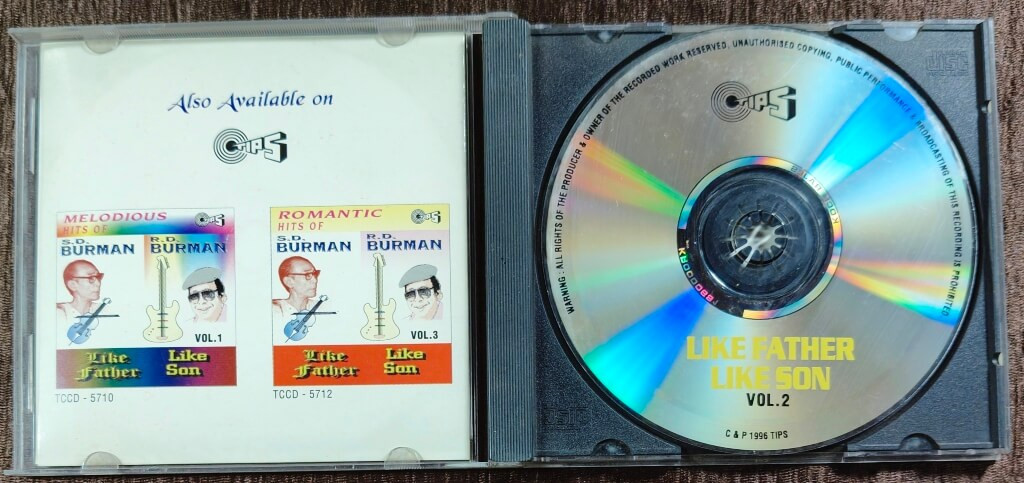 Also Available on
TIPS
MELODIOUS
HITS OF
S.D. BURMAN
R.D. BURMAN
VOL.1
Like Father
Like Son
TCCD - 5710
ROMANTIC
HITS OF
S.D. BURMAN
R.D. BURMAN
VOL.3
Like Father
Like Son
TCCD - 5712
WARNING : ALL RIGHTS OF THE PRODUCER & OWNER OF THE RECORDED WORK RESERVED, UNAUTHORISED COPYING, PUBLIC PERFORMANCE & BROADCASTING OF THIS RECORDING IS PROHIBITED
TIPS
LIKE FATHER
LIKE SON
VOL.2
C & P 1996 TIPS